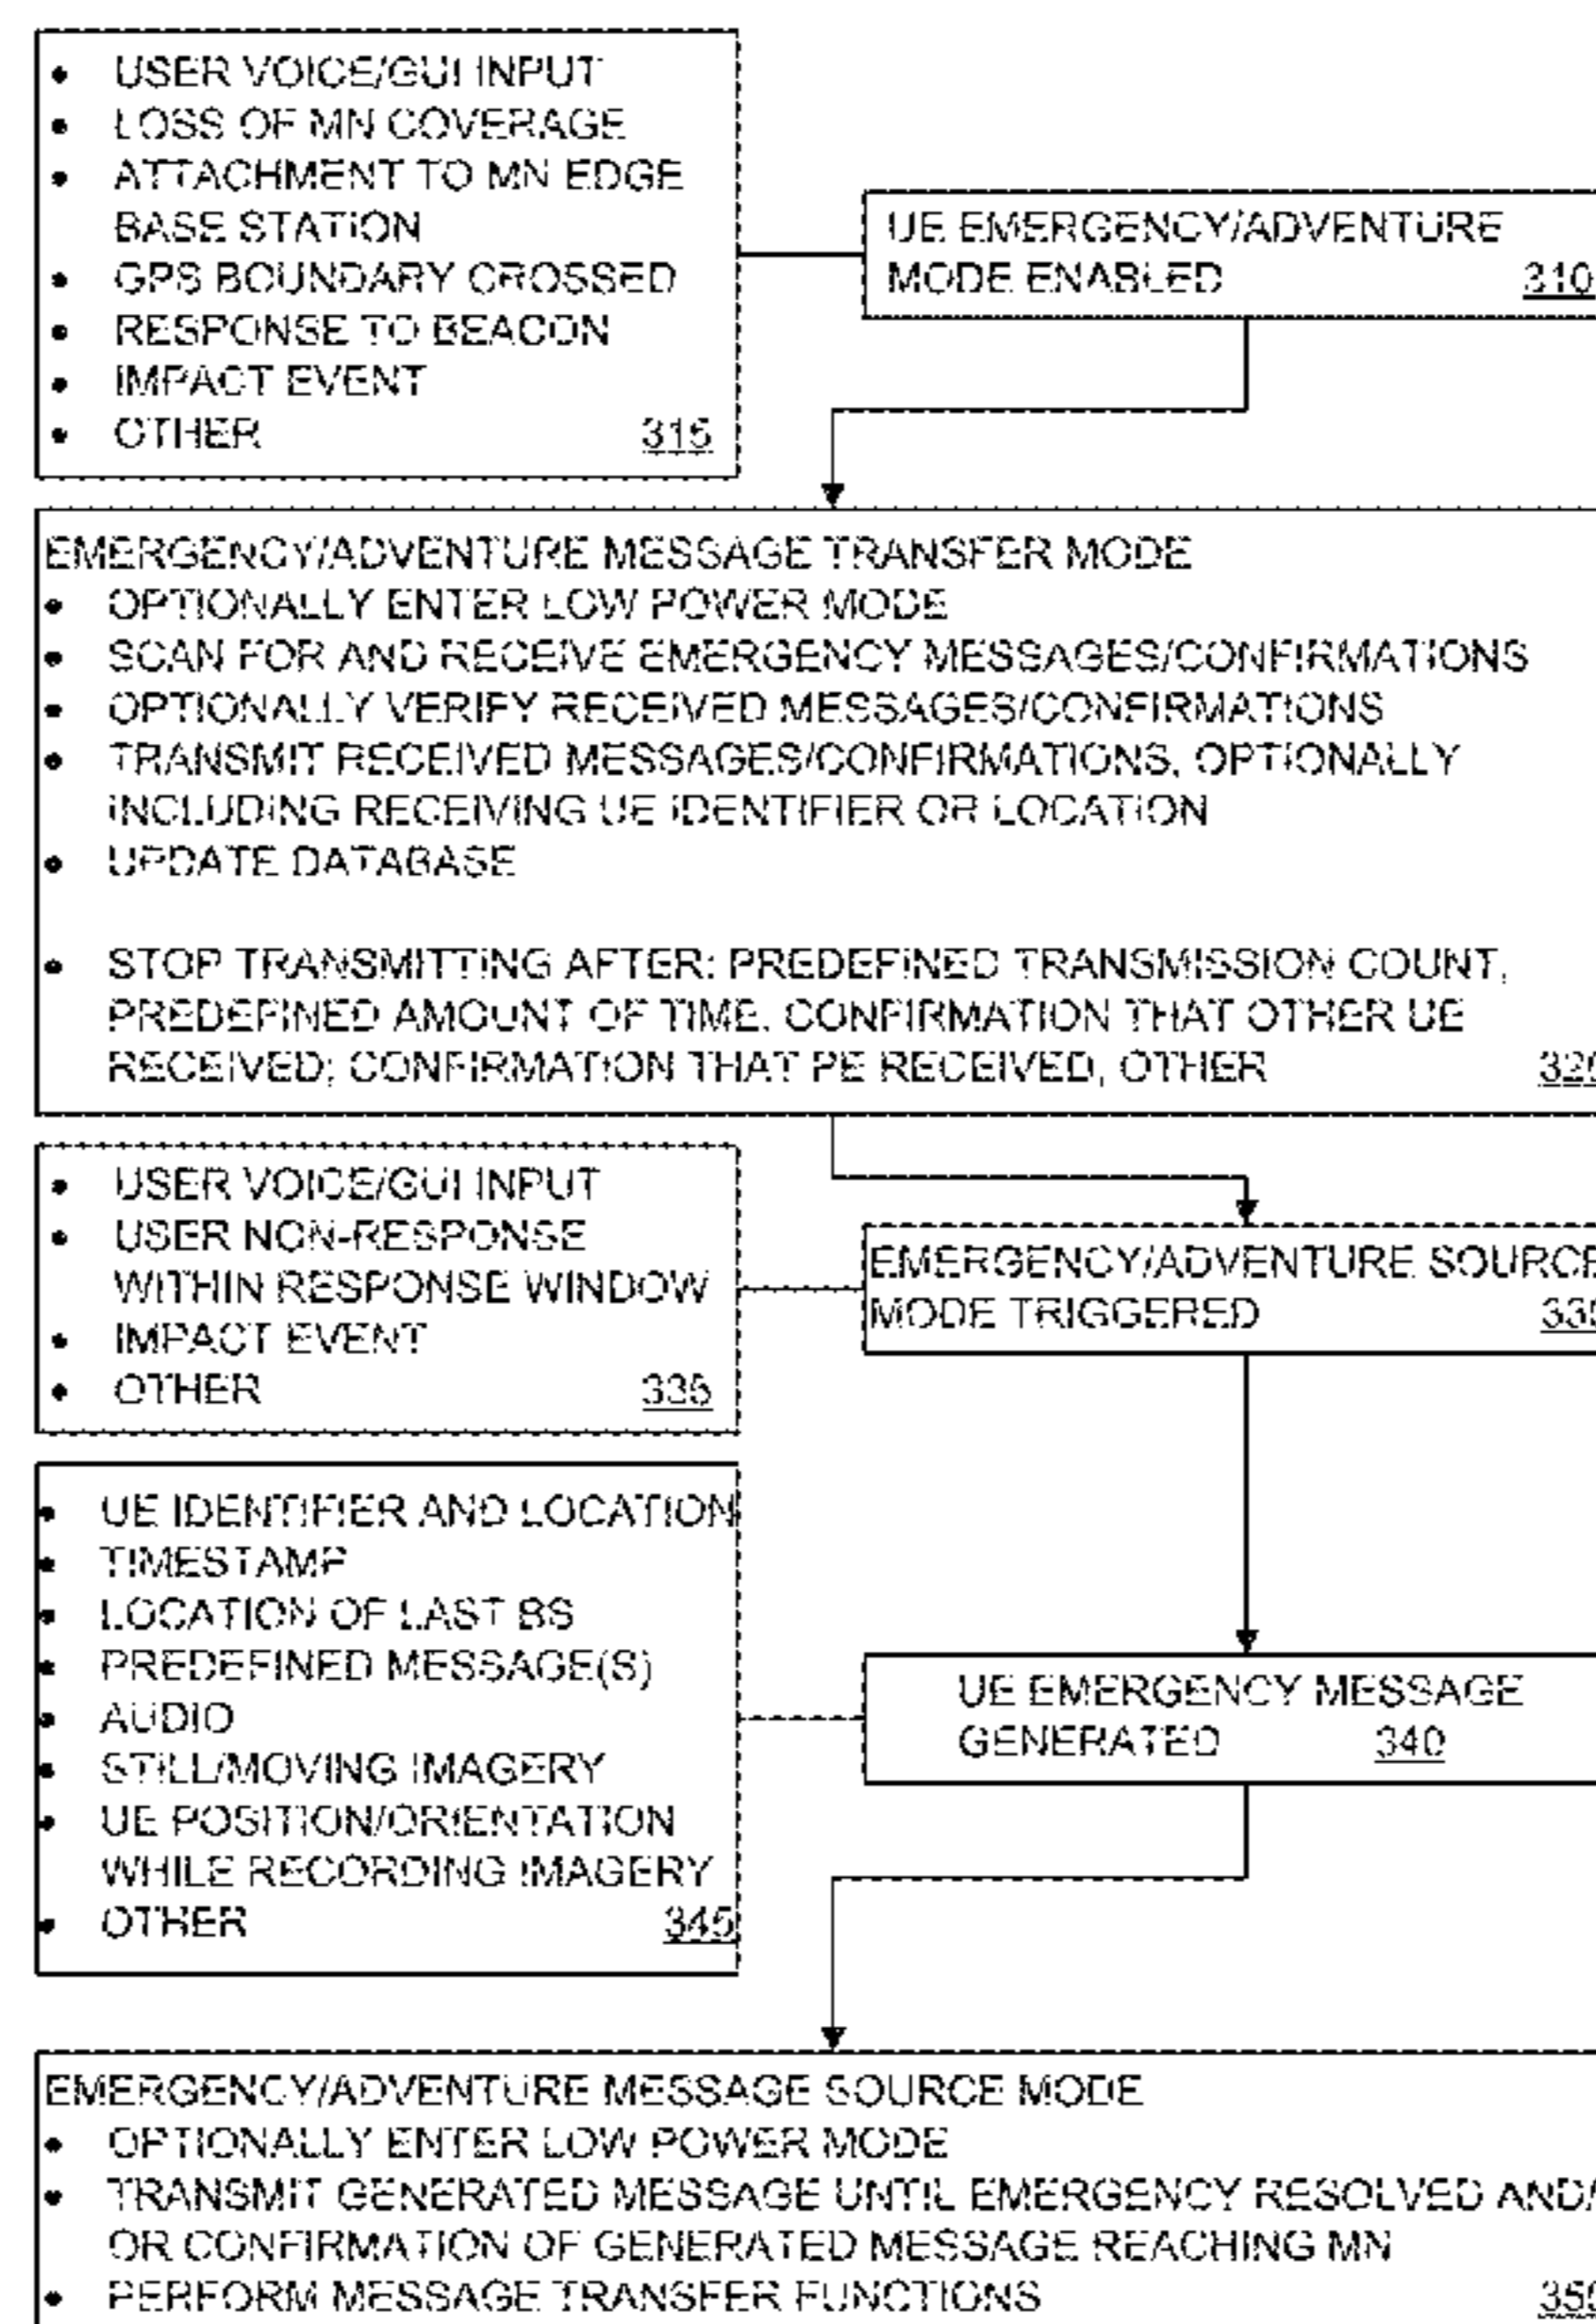 • USER VOICE/GUI INPUT
• LOSS OF MN COVERAGE
• ATTACHMENT TO MN EDGE
BASE STATION
• GPS BOUNDARY CROSSED
• RESPONSE TO BEACON
• IMPACT EVENT
• OTHER 315
UE EMERGENCY/ADVENTURE
MODE ENABLED 310
EMERGENCY/ADVENTURE MESSAGE TRANSFER MODE
• OPTIONALLY ENTER LOW POWER MODE
• SCAN FOR AND RECEIVE EMERGENCY MESSAGES/CONFIRMATIONS
• OPTIONALLY VERIFY RECEIVED MESSAGES/CONFIRMATIONS
• TRANSMIT RECEIVED MESSAGES/CONFIRMATIONS, OPTIONALLY
INCLUDING RECEIVING UE IDENTIFIER OR LOCATION
• UPDATE DATABASE
• STOP TRANSMITTING AFTER: PREDEFINED TRANSMISSION COUNT,
PREDEFINED AMOUNT OF TIME, CONFIRMATION THAT OTHER UE
RECEIVED; CONFIRMATION THAT PE RECEIVED, OTHER 320
• USER VOICE/GUI INPUT
• USER NON-RESPONSE
WITHIN RESPONSE WINDOW
• IMPACT EVENT
• OTHER 335
EMERGENCY/ADVENTURE SOURCE
MODE TRIGGERED
• UE IDENTIFIER AND LOCATION
• TIMESTAMP
• LOCATION OF LAST BS
• PREDEFINED MESSAGE(S)
• AUDIO
• STILL/MOVING IMAGERY
• UE POSITION/ORIENTATION
WHILE RECORDING IMAGERY
• OTHER 345
UE EMERGENCY MESSAGE
GENERATED 340
EMERGENCY/ADVENTURE MESSAGE SOURCE MODE
• OPTIONALLY ENTER LOW POWER MODE
• TRANSMIT GENERATED MESSAGE UNTIL EMERGENCY RESOLVED AND/
OR CONFIRMATION OF GENERATED MESSAGE REACHING MN
• PERFORM MESSAGE TRANSFER FUNCTIONS 350